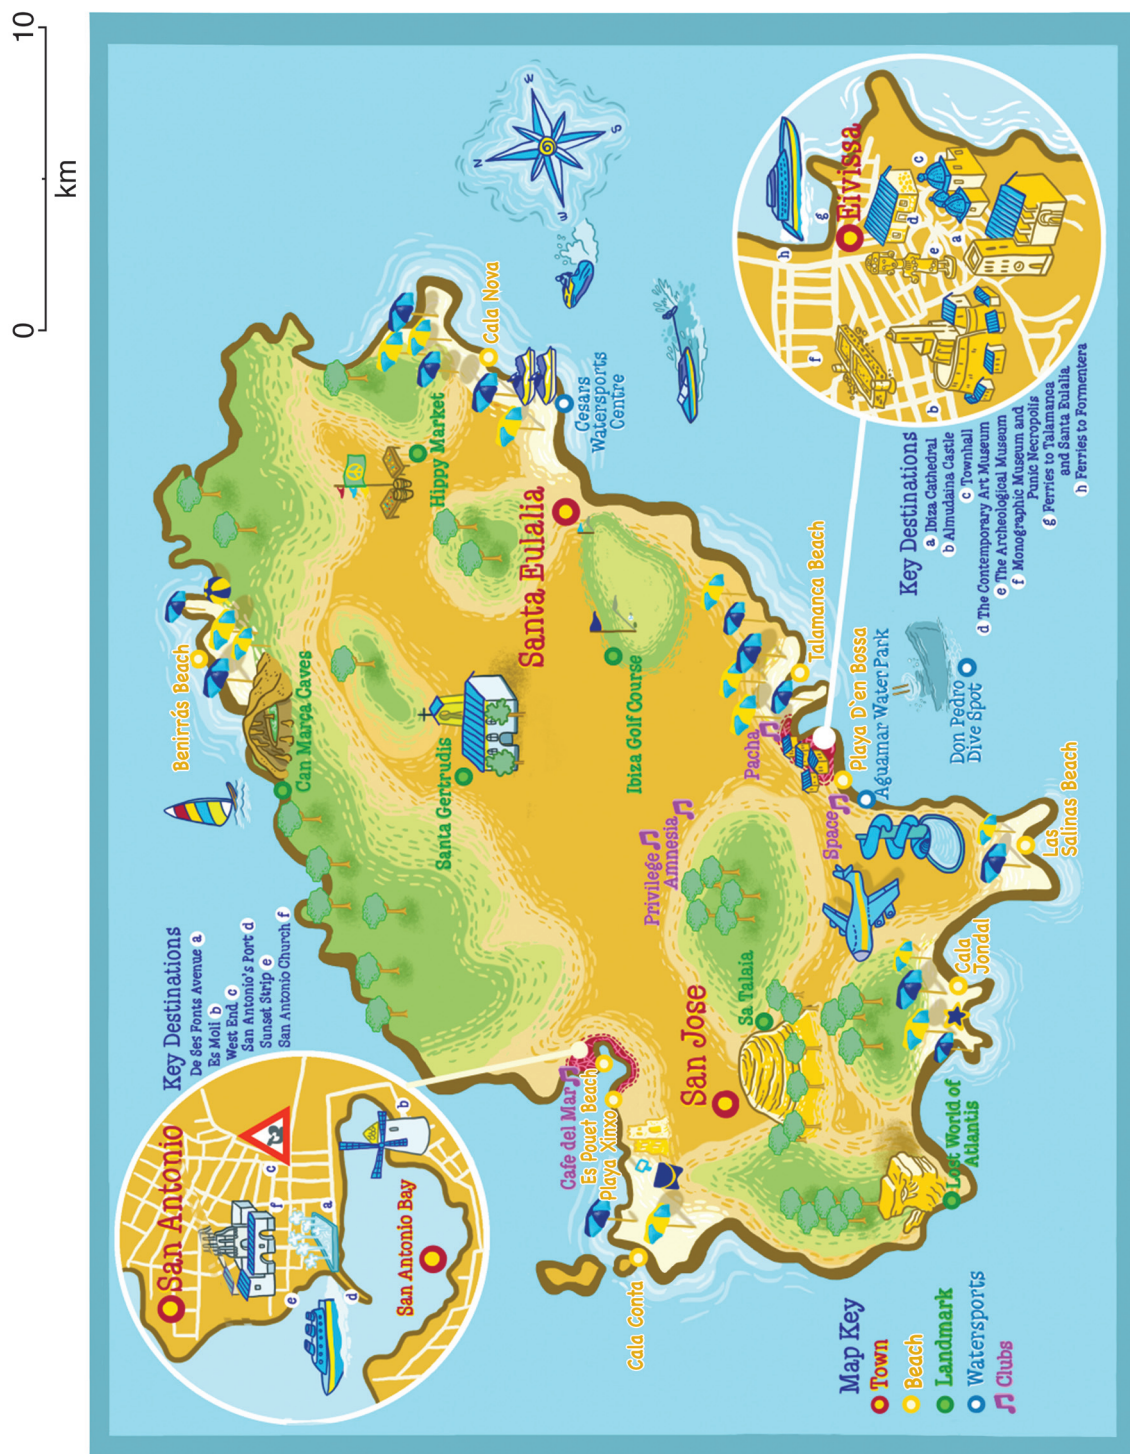 0
km
10
San Antonio
San Antonio Bay
a
b
c
d
e
f
Key Destinations
De Ses Fonts Avenue a
Es Moli b
West End c
San Antonio's Port d
Sunset Strip e
San Antonio Church f
Benirrás Beach
Can Marça Caves
Hippy Market
Cala Nova
Cesars
Watersports
Centre
Santa Gertrudis
Santa Eulalia
Ibiza Golf Course
N
S
W
Cafe del Mar
Es Pouet Beach
Playa Xinxo
Cala Conta
San Jose
Sa Talaia
Privilege
Amnesia
Pacha
Space
Talamanca Beach
Playa D`en Bossa
Aguamar Water Park
Don Pedro
Dive Spot
Las
Salinas Beach
Cala
Jondal
Lost World of
Atlantis
Eivissa
a
b
c
d
e
f
g
h
Key Destinations
a Ibiza Cathedral
b Almudaina Castle
c Townhall
d The Contemporary Art Museum
e The Archeological Museum
f Monographic Museum and
Punic Necropolis
g Ferries to Talamanca
and Santa Eulalia
h Ferries to Formentera
Map Key
Town
Beach
Landmark
Watersports
Clubs